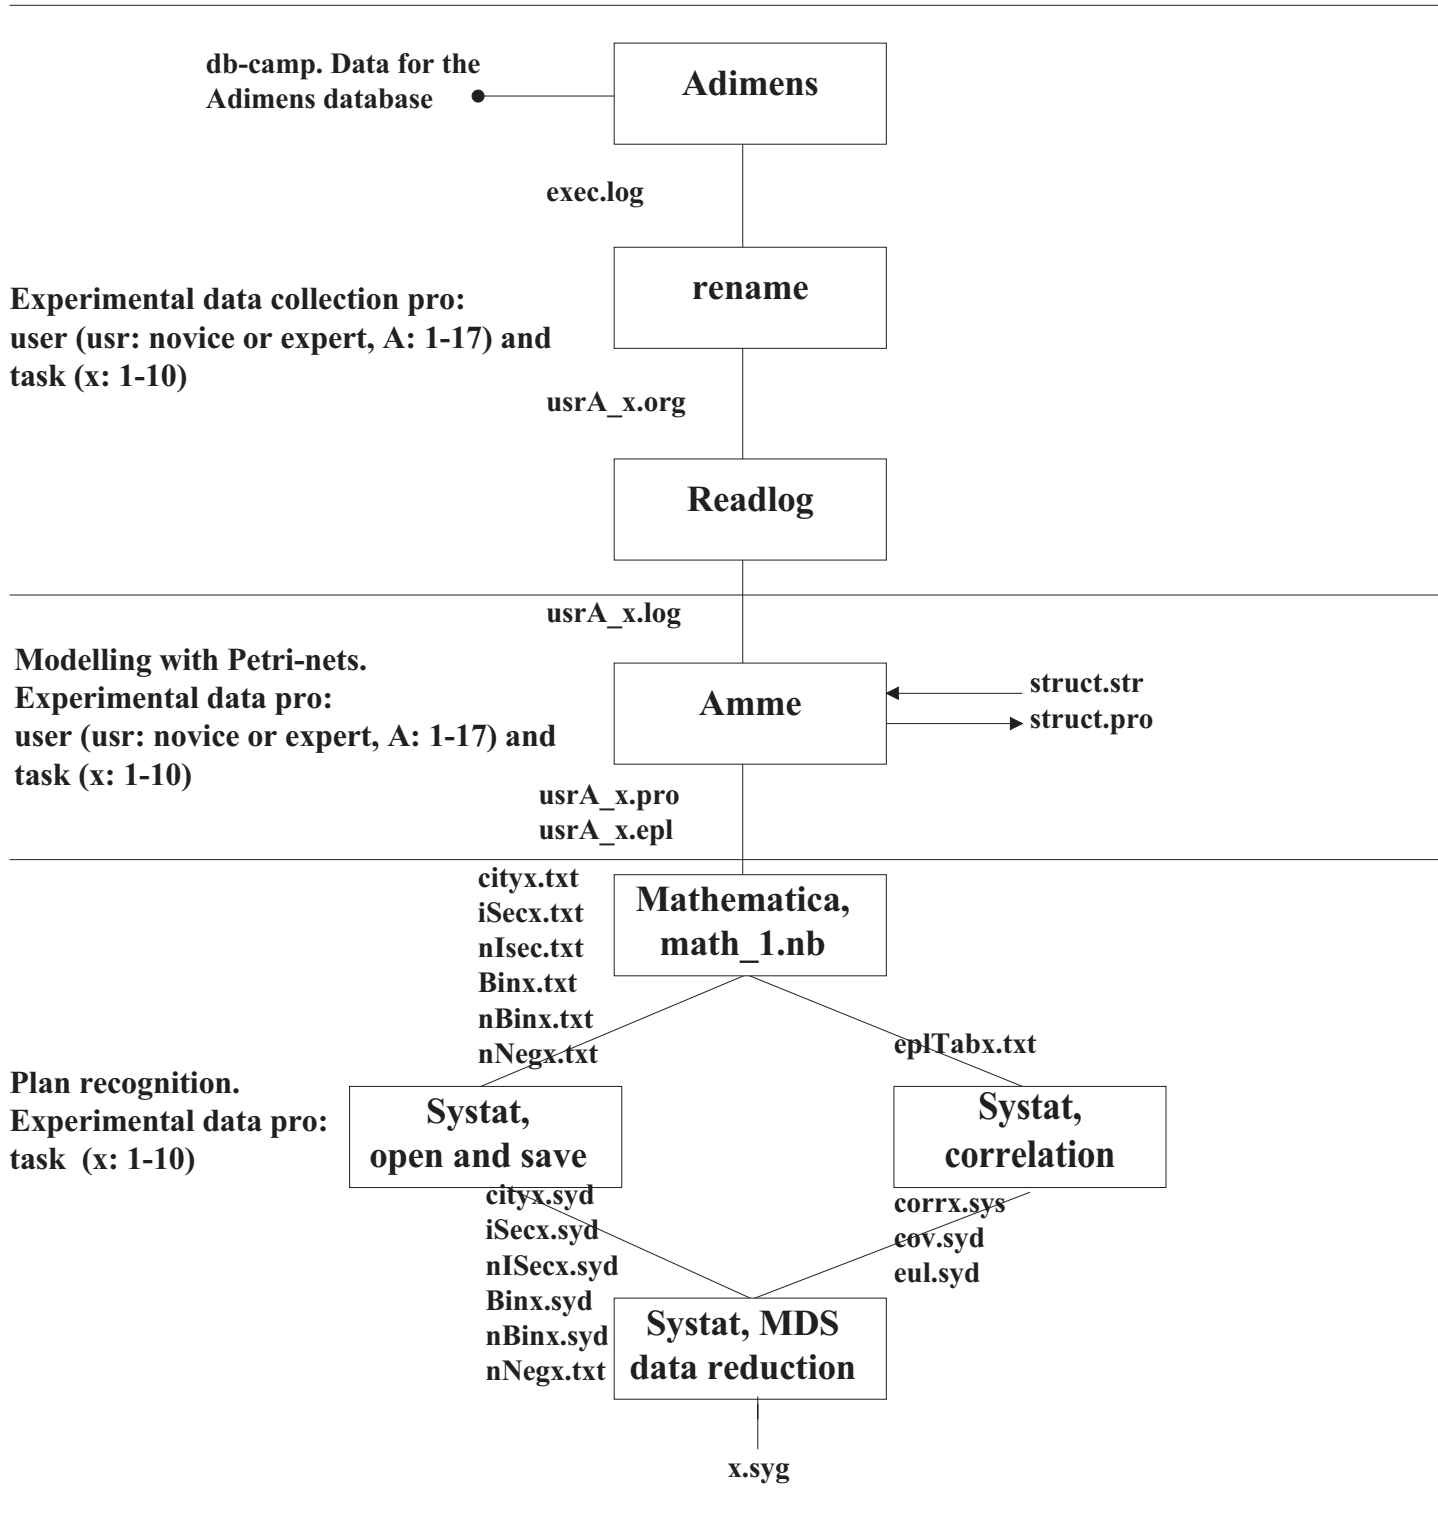 db-camp. Data for the
Adimens database
Adimens
exec.log
rename
Experimental data collection pro:
user (usr: novice or expert, A: 1-17) and
task (x: 1-10)
usrA_x.org
Readlog
usrA_x.log
Modelling with Petri-nets.
Experimental data pro:
user (usr: novice or expert, A: 1-17) and
task (x: 1-10)
Amme
struct.str
struct.pro
usrA_x.pro
usrA_x.epl
cityx.txt
iSecx.txt
nIsec.txt
Binx.txt
nBinx.txt
nNegx.txt
Mathematica,
math_1.nb
eplTabx.txt
Plan recognition.
Experimental data pro:
task (x: 1-10)
Systat,
open and save
Systat,
correlation
cityx.syd
iSecx.syd
nISecx.syd
Binx.syd
nBinx.syd
nNegx.txt
corrx.sys
cov.syd
eul.syd
Systat, MDS
data reduction
x.syg